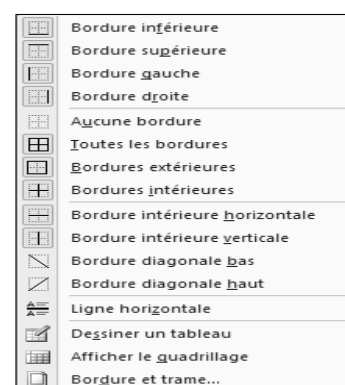 Bordure inférieure
Bordure supérieure
Bordure gauche
Bordure droite
Aucune bordure
Toutes les bordures
Bordures extérieures
Bordures intérieures
Bordure intérieure horizontale
Bordure intérieure verticale
Bordure diagonale bas
Bordure diagonale haut
Ligne horizontale
Dessiner un tableau
Afficher le quadrillage
Bordure et trame...